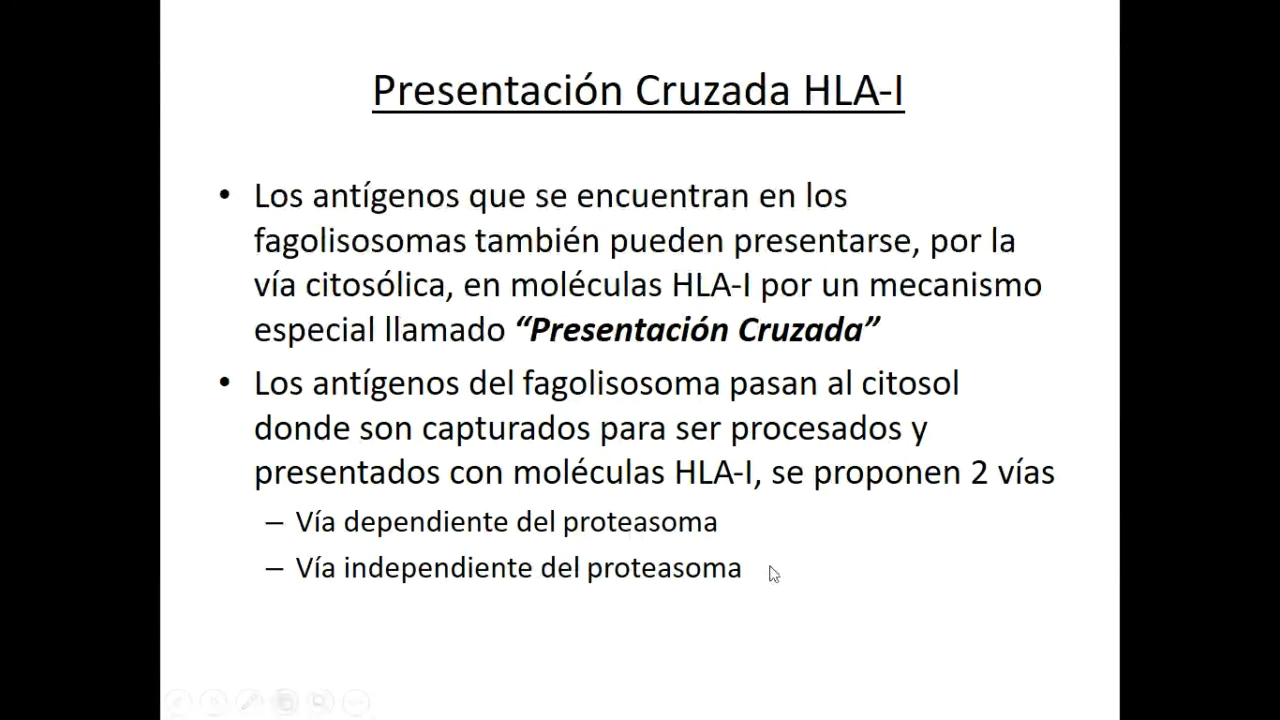 Presentación Cruzada HLA-I
• Los antígenos que se encuentran en los
fagolisosomas también pueden presentarse, por la
vía citosólica, en moléculas HLA-I por un mecanismo
especial llamado “Presentación Cruzada”
• Los antígenos del fagolisosoma pasan al citosol
donde son capturados para ser procesados y
presentados con moléculas HLA-I, se proponen 2 vías
– Vía dependiente del proteasoma
– Vía independiente del proteasoma